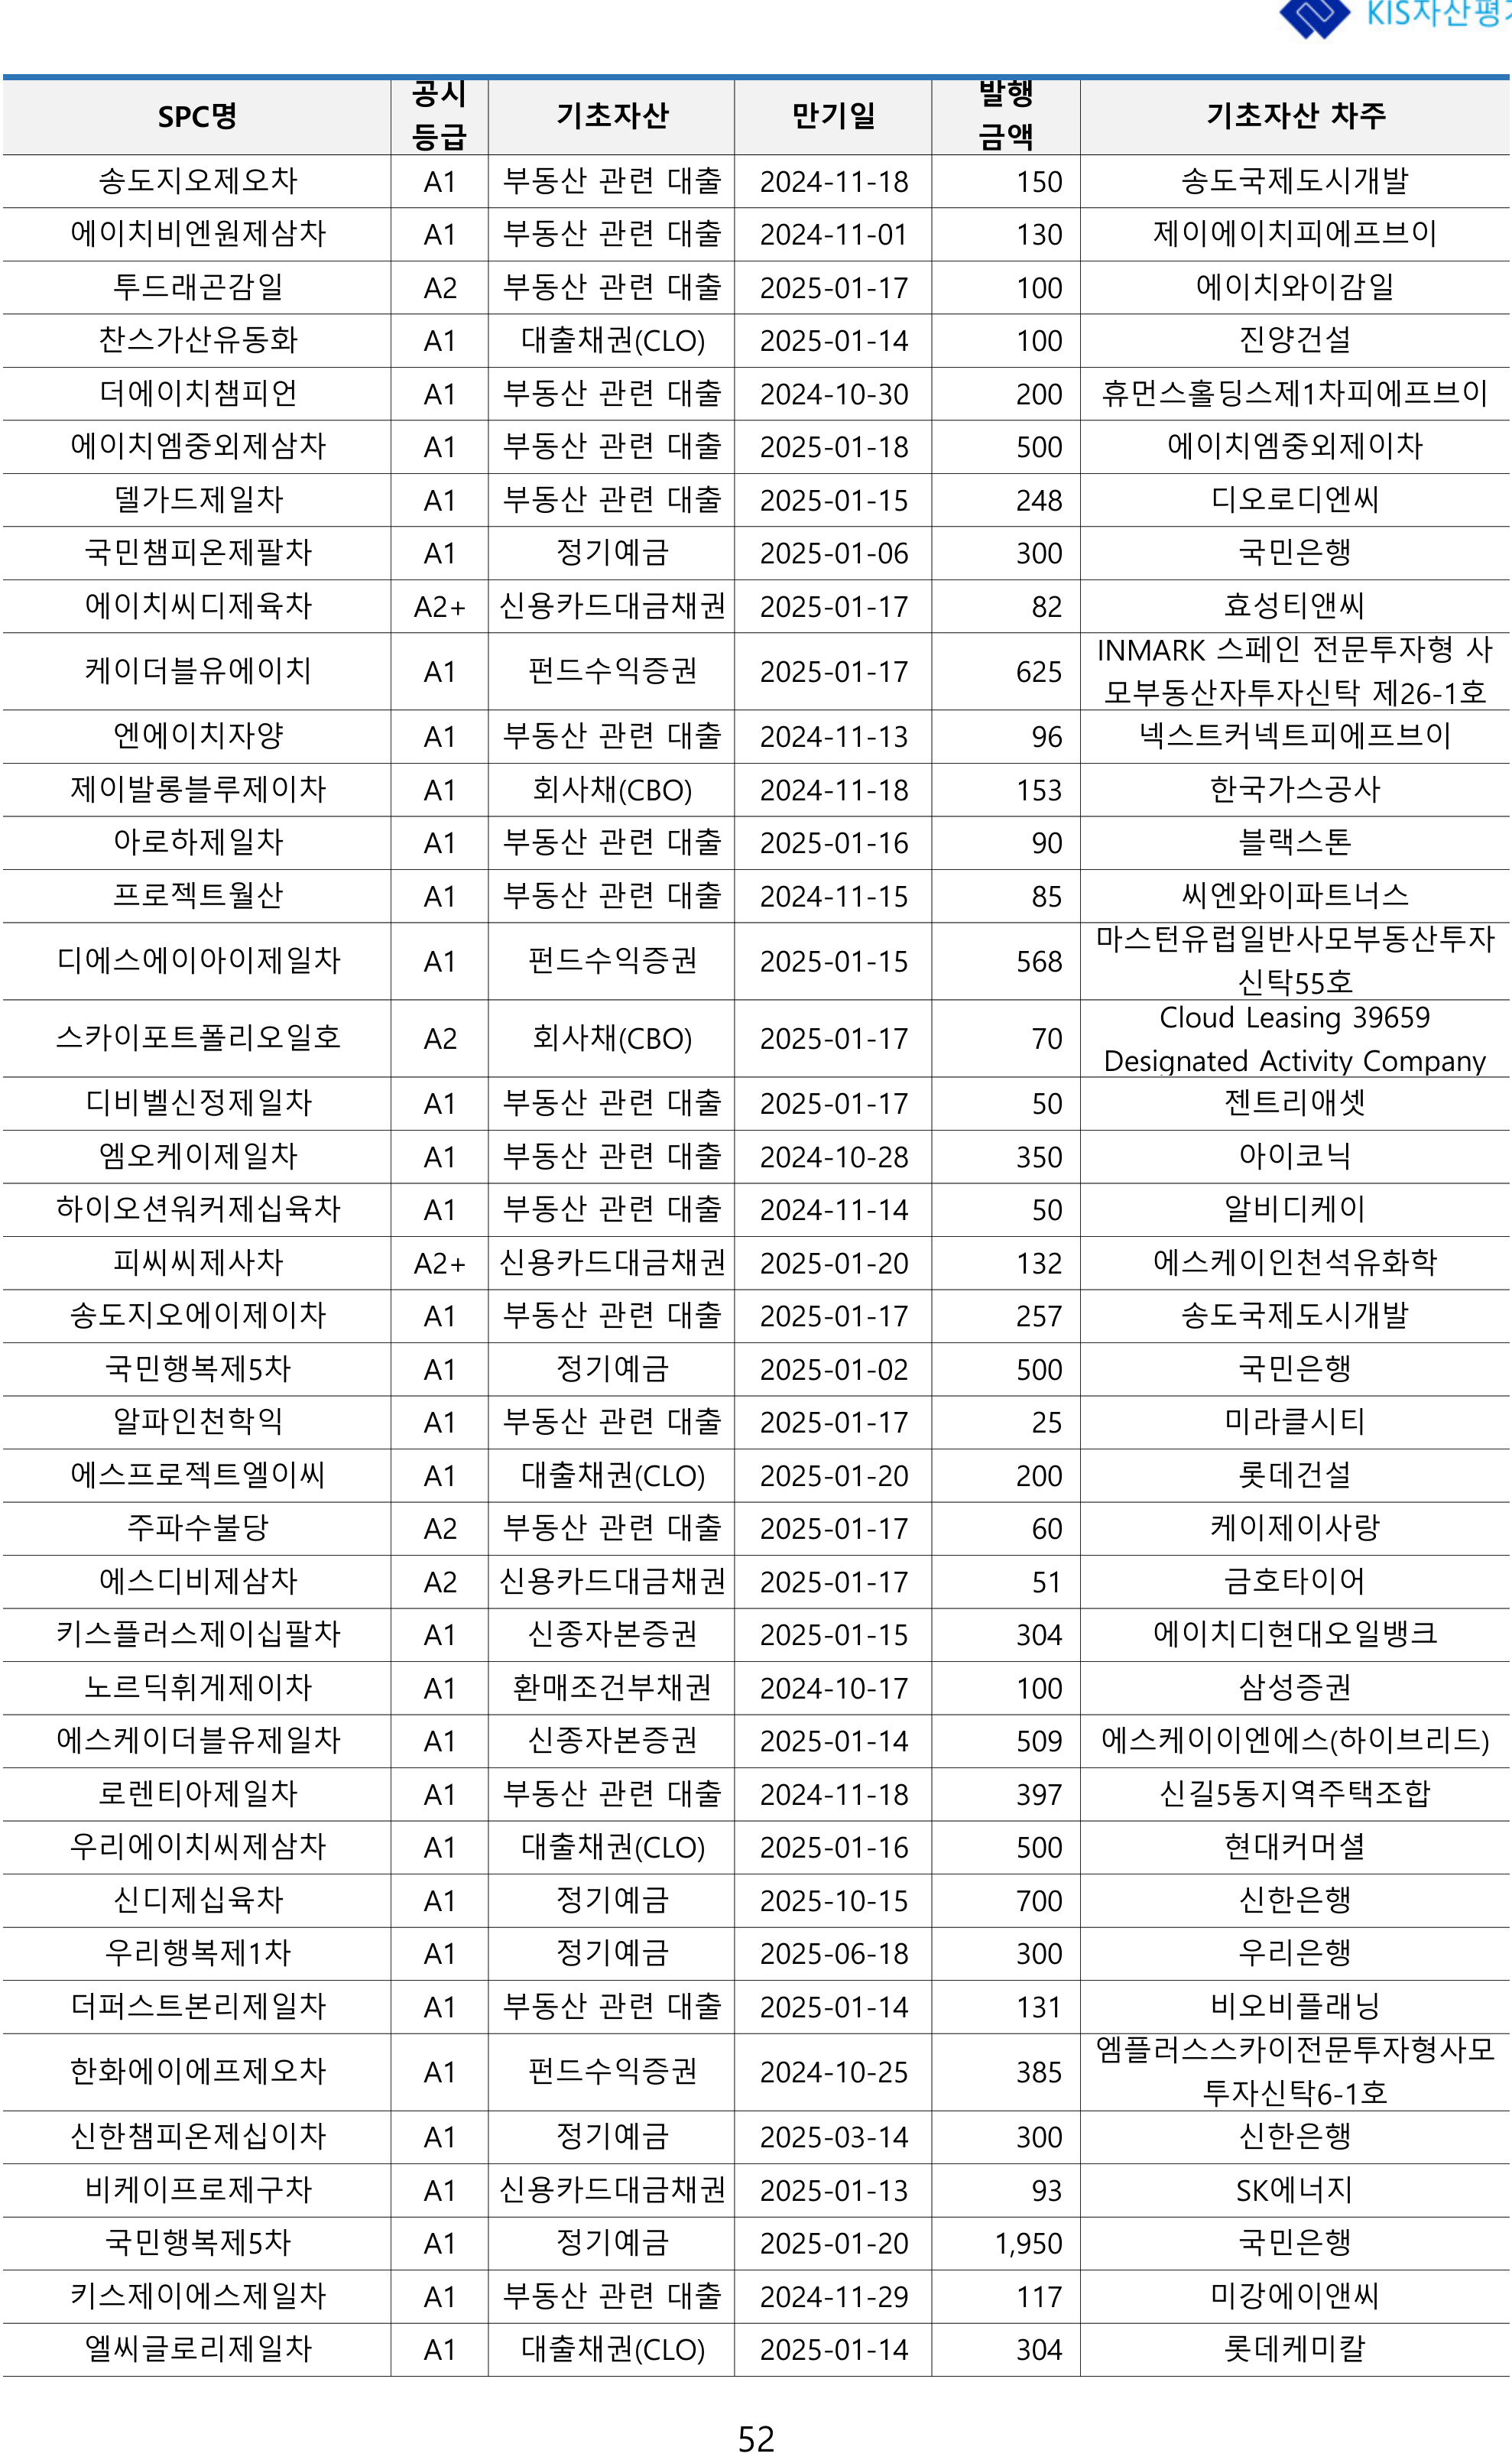 KIS자산평가
SPC명 공시등급 기초자산 만기일 발행금액 기초자산 차주
송도지오제오차 A1 부동산 관련 대출 2024-11-18 150 송도국제도시개발
에이치비엔원제삼차 A1 부동산 관련 대출 2024-11-01 130 제이에이치피에프브이
투드래곤감일 A2 부동산 관련 대출 2025-01-17 100 에이치와이감일
찬스가산유동화 A1 대출채권(CLO) 2025-01-14 100 진양건설
더에이치챔피언 A1 부동산 관련 대출 2024-10-30 200 휴먼스홀딩스제1차피에프브이
에이치엠중외제삼차 A1 부동산 관련 대출 2025-01-18 500 에이치엠중외제이차
델가드제일차 A1 부동산 관련 대출 2025-01-15 248 디오로디엔씨
국민챔피온제팔차 A1 정기예금 2025-01-06 300 국민은행
에이치씨디제육차 A2+ 신용카드대금채권 2025-01-17 82 효성티앤씨
케이더블유에이치 A1 펀드수익증권 2025-01-17 625 INMARK 스페인 전문투자형 사
모부동산자투자신탁 제26-1호
엔에이치자양 A1 부동산 관련 대출 2024-11-13 96 넥스트커넥트피에프브이
제이발롱블루제이차 A1 회사채(CBO) 2024-11-18 153 한국가스공사
아로하제일차 A1 부동산 관련 대출 2025-01-16 90 블랙스톤
프로젝트월산 A1 부동산 관련 대출 2024-11-15 85 씨엔와이파트너스
디에스에이아이제일차 A1 펀드수익증권 2025-01-15 568 마스턴유럽일반사모부동산투자
신탁55호
스카이포트폴리오일호 A2 회사채(CBO) 2025-01-17 70 Cloud Leasing 39659
Designated Activity Company
디비벨신정제일차 A1 부동산 관련 대출 2025-01-17 50 젠트리애셋
엠오케이제일차 A1 부동산 관련 대출 2024-10-28 350 아이코닉
하이오션워커제십육차 A1 부동산 관련 대출 2024-11-14 50 알비디케이
피씨씨제사차 A2+ 신용카드대금채권 2025-01-20 132 에스케이인천석유화학
송도지오에이제이차 A1 부동산 관련 대출 2025-01-17 257 송도국제도시개발
국민행복제5차 A1 정기예금 2025-01-02 500 국민은행
알파인천학익 A1 부동산 관련 대출 2025-01-17 25 미라클시티
에스프로젝트엘이씨 A1 대출채권(CLO) 2025-01-20 200 롯데건설
주파수불당 A2 부동산 관련 대출 2025-01-17 60 케이제이사랑
에스디비제삼차 A2 신용카드대금채권 2025-01-17 51 금호타이어
키스플러스제이십팔차 A1 신종자본증권 2025-01-15 304 에이치디현대오일뱅크
노르딕휘게제이차 A1 환매조건부채권 2024-10-17 100 삼성증권
에스케이더블유제일차 A1 신종자본증권 2025-01-14 509 에스케이이엔에스(하이브리드)
로렌티아제일차 A1 부동산 관련 대출 2024-11-18 397 신길5동지역주택조합
우리에이치씨제삼차 A1 대출채권(CLO) 2025-01-16 500 현대커머셜
신디제십육차 A1 정기예금 2025-10-15 700 신한은행
우리행복제1차 A1 정기예금 2025-06-18 300 우리은행
더퍼스트본리제일차 A1 부동산 관련 대출 2025-01-14 131 비오비플래닝
한화에이에프제오차 A1 펀드수익증권 2024-10-25 385 엠플러스스카이전문투자형사모
투자신탁6-1호
신한챔피온제십이차 A1 정기예금 2025-03-14 300 신한은행
비케이프로제구차 A1 신용카드대금채권 2025-01-13 93 SK에너지
국민행복제5차 A1 정기예금 2025-01-20 1,950 국민은행
키스제이에스제일차 A1 부동산 관련 대출 2024-11-29 117 미강에이앤씨
엘씨글로리제일차 A1 대출채권(CLO) 2025-01-14 304 롯데케미칼
52